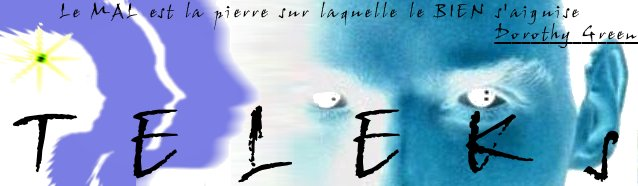 Le MAL est la pierre sur laquelle le BIEN s'aiguise
Dorothy Green
TELEKs